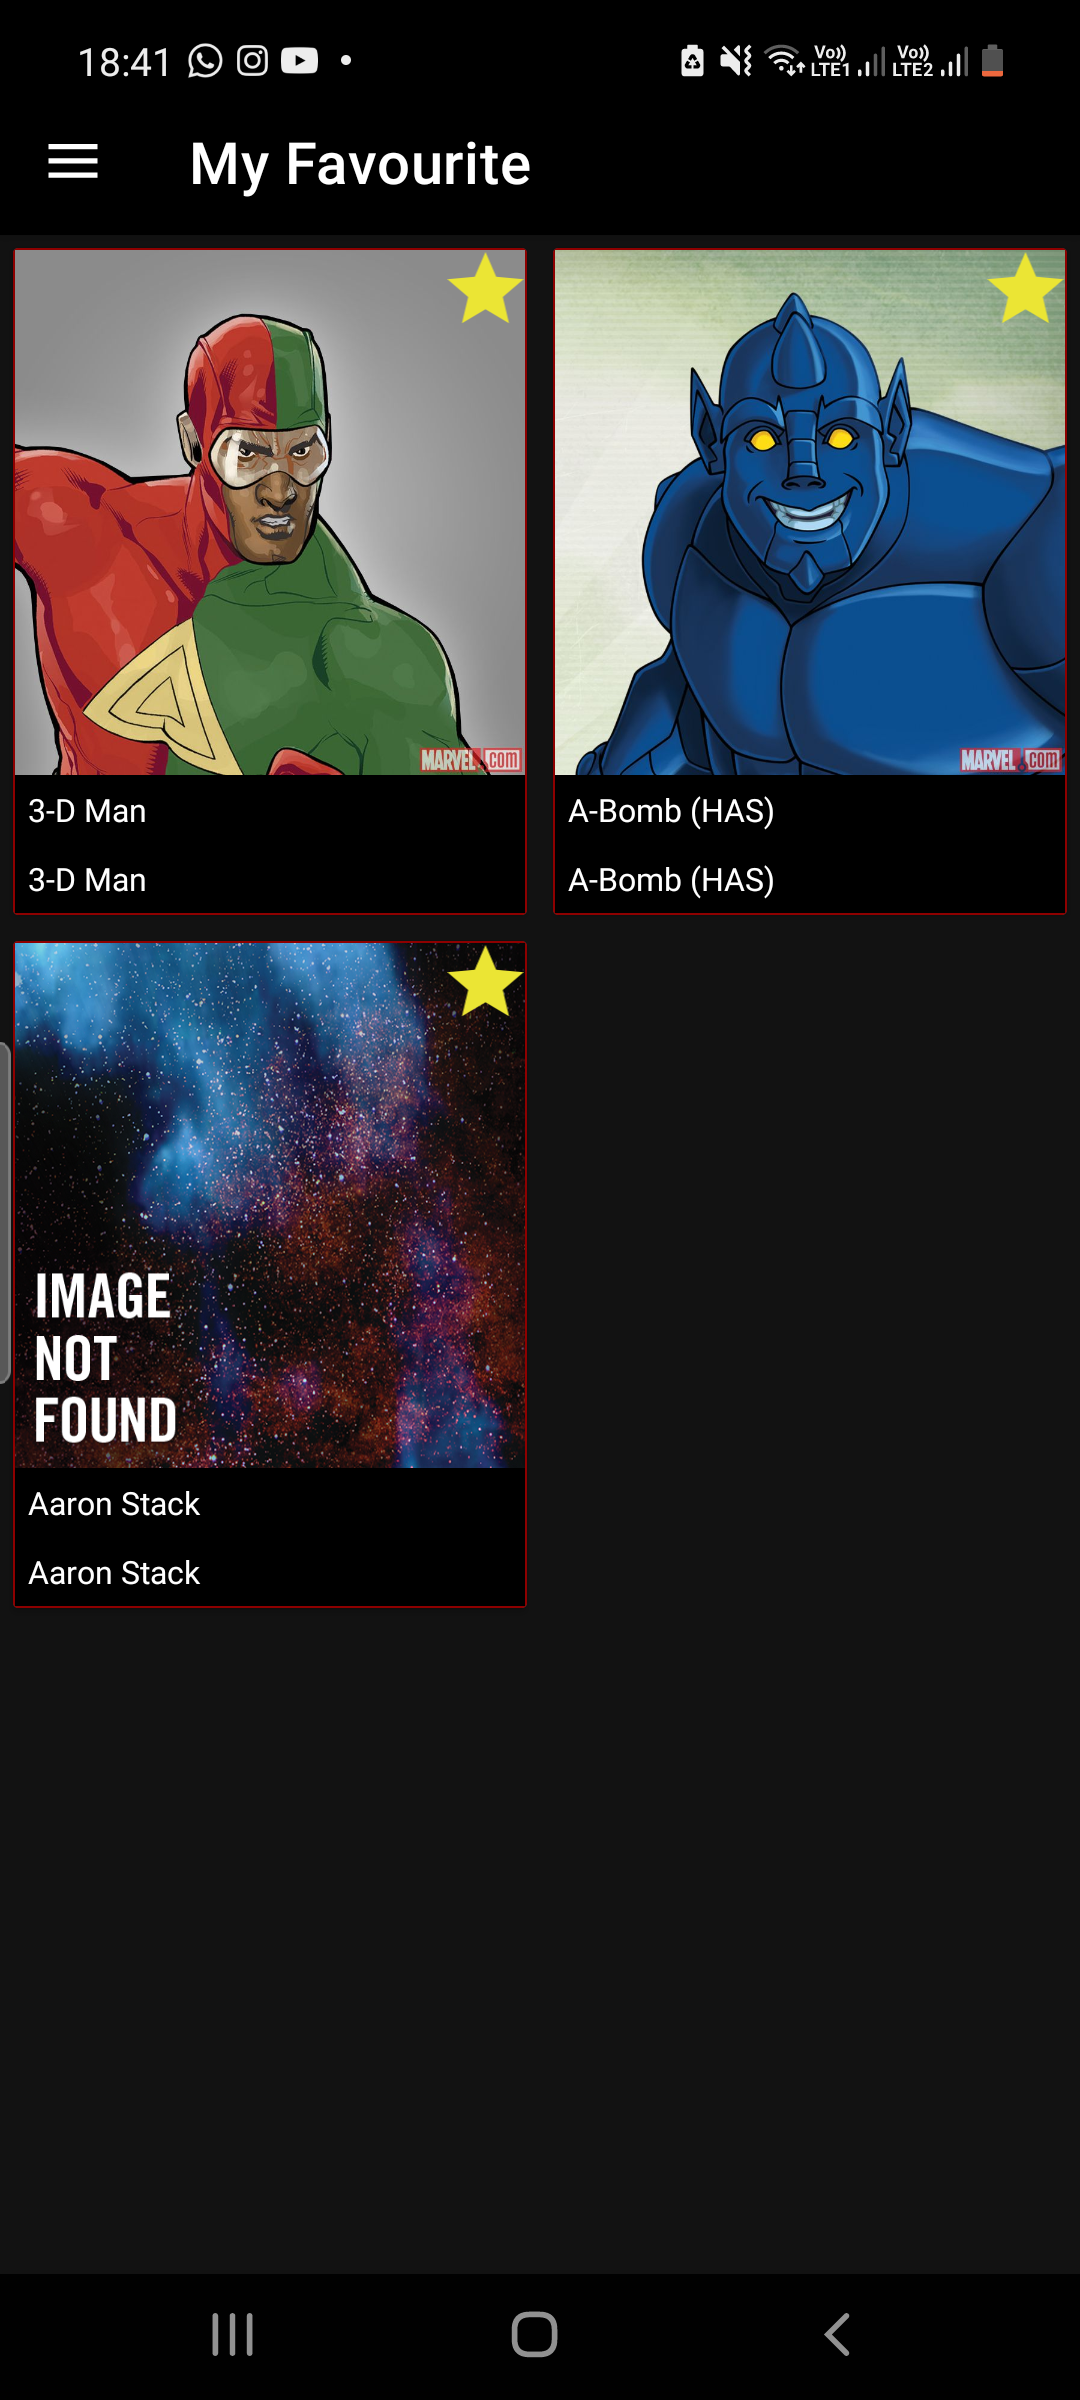 18:41
Vo)) LTE1 Vo)) LTE2
My Favourite
MARVEL.com
MARVEL.com
3-D Man
3-D Man
A-Bomb (HAS)
A-Bomb (HAS)
IMAGE
NOT
FOUND
Aaron Stack
Aaron Stack